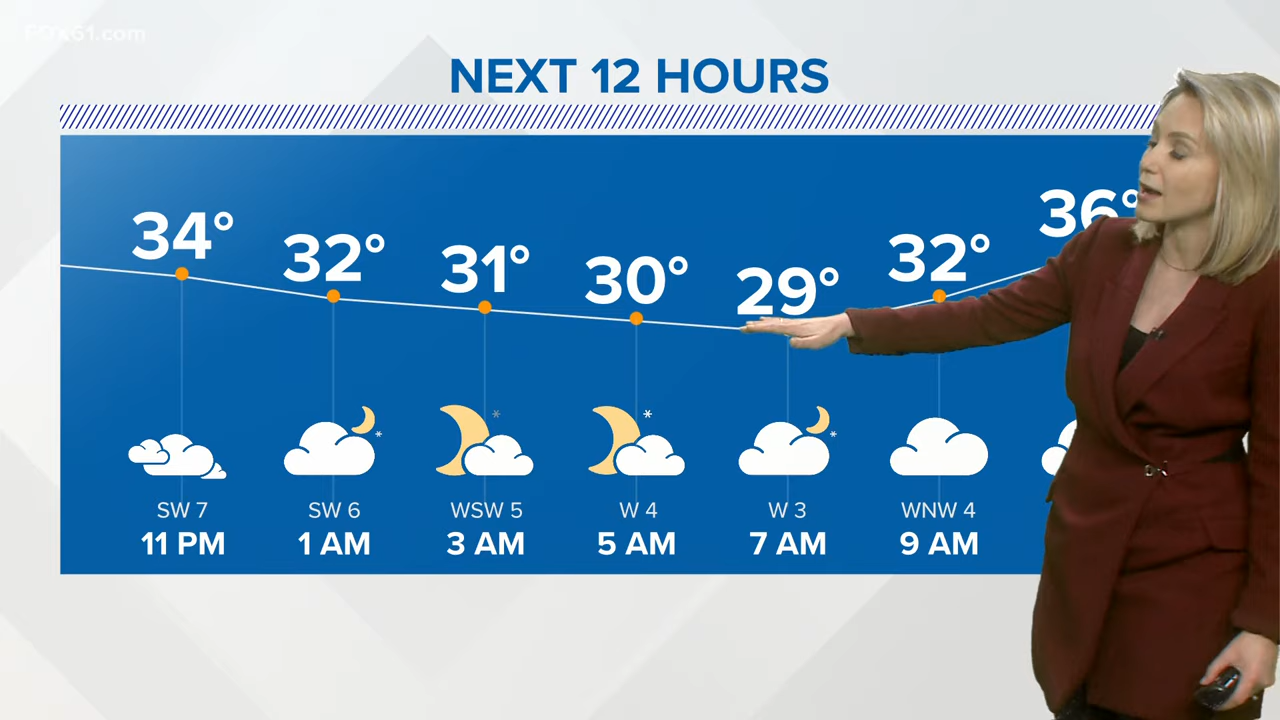 FOX61.com
NEXT 12 HOURS
34° 32° 31° 30° 29° 32° 36°
SW 7 SW 6 WSW 5 W 4 W 3 WNW 4
11 PM 1 AM 3 AM 5 AM 7 AM 9 AM